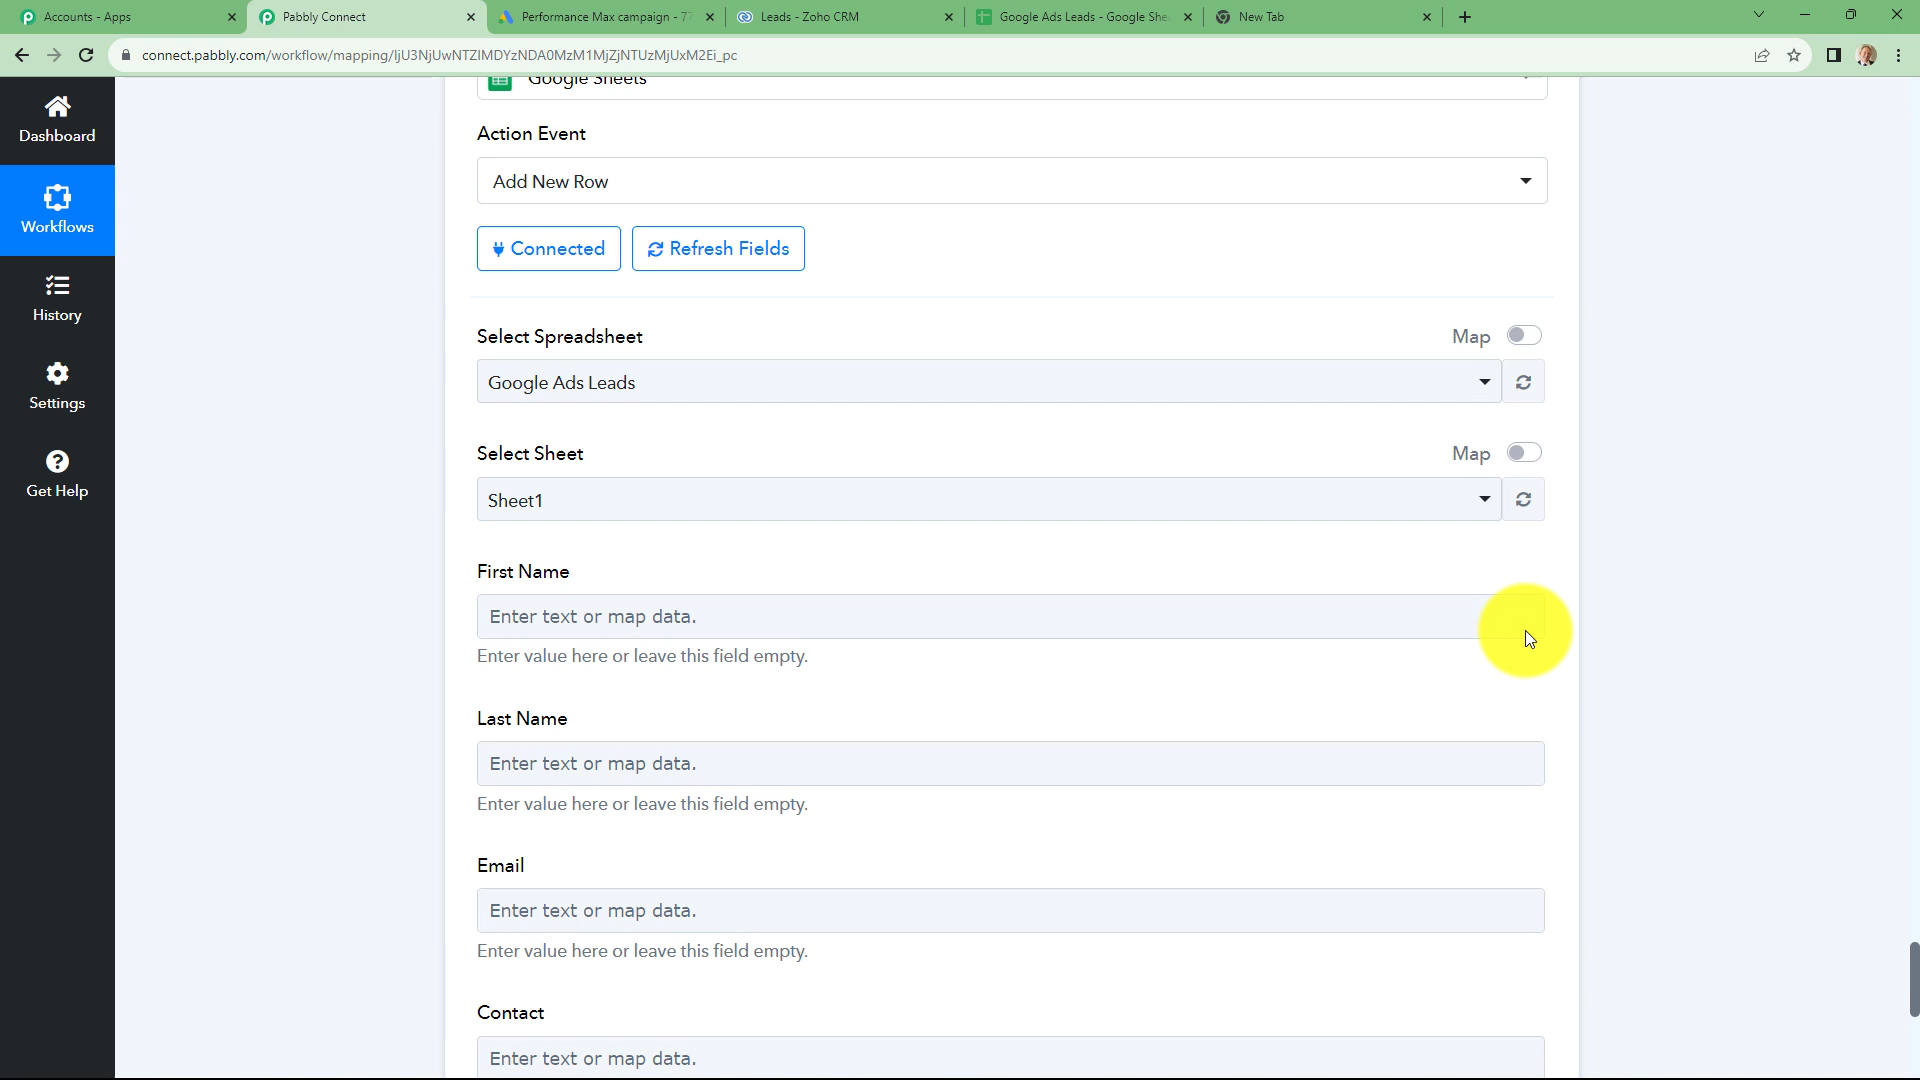 Accounts - Apps
Pabbly Connect
Performance Max campaign - 77
Leads - Zoho CRM
Google Ads Leads - Google She
New Tab
connect.pabbly.com/workflow/mapping/IjU3NjUwNTZlMDYzNDA0MzM1MjZjNTUzMjUxM2Ei_pc
Google Sheets
Dashboard
Workflows
History
Settings
Get Help
Action Event
Add New Row
Connected
Refresh Fields
Select Spreadsheet
Map
Google Ads Leads
Select Sheet
Map
Sheet1
First Name
Enter text or map data.
Enter value here or leave this field empty.
Last Name
Enter text or map data.
Enter value here or leave this field empty.
Email
Enter text or map data.
Enter value here or leave this field empty.
Contact
Enter text or map data.